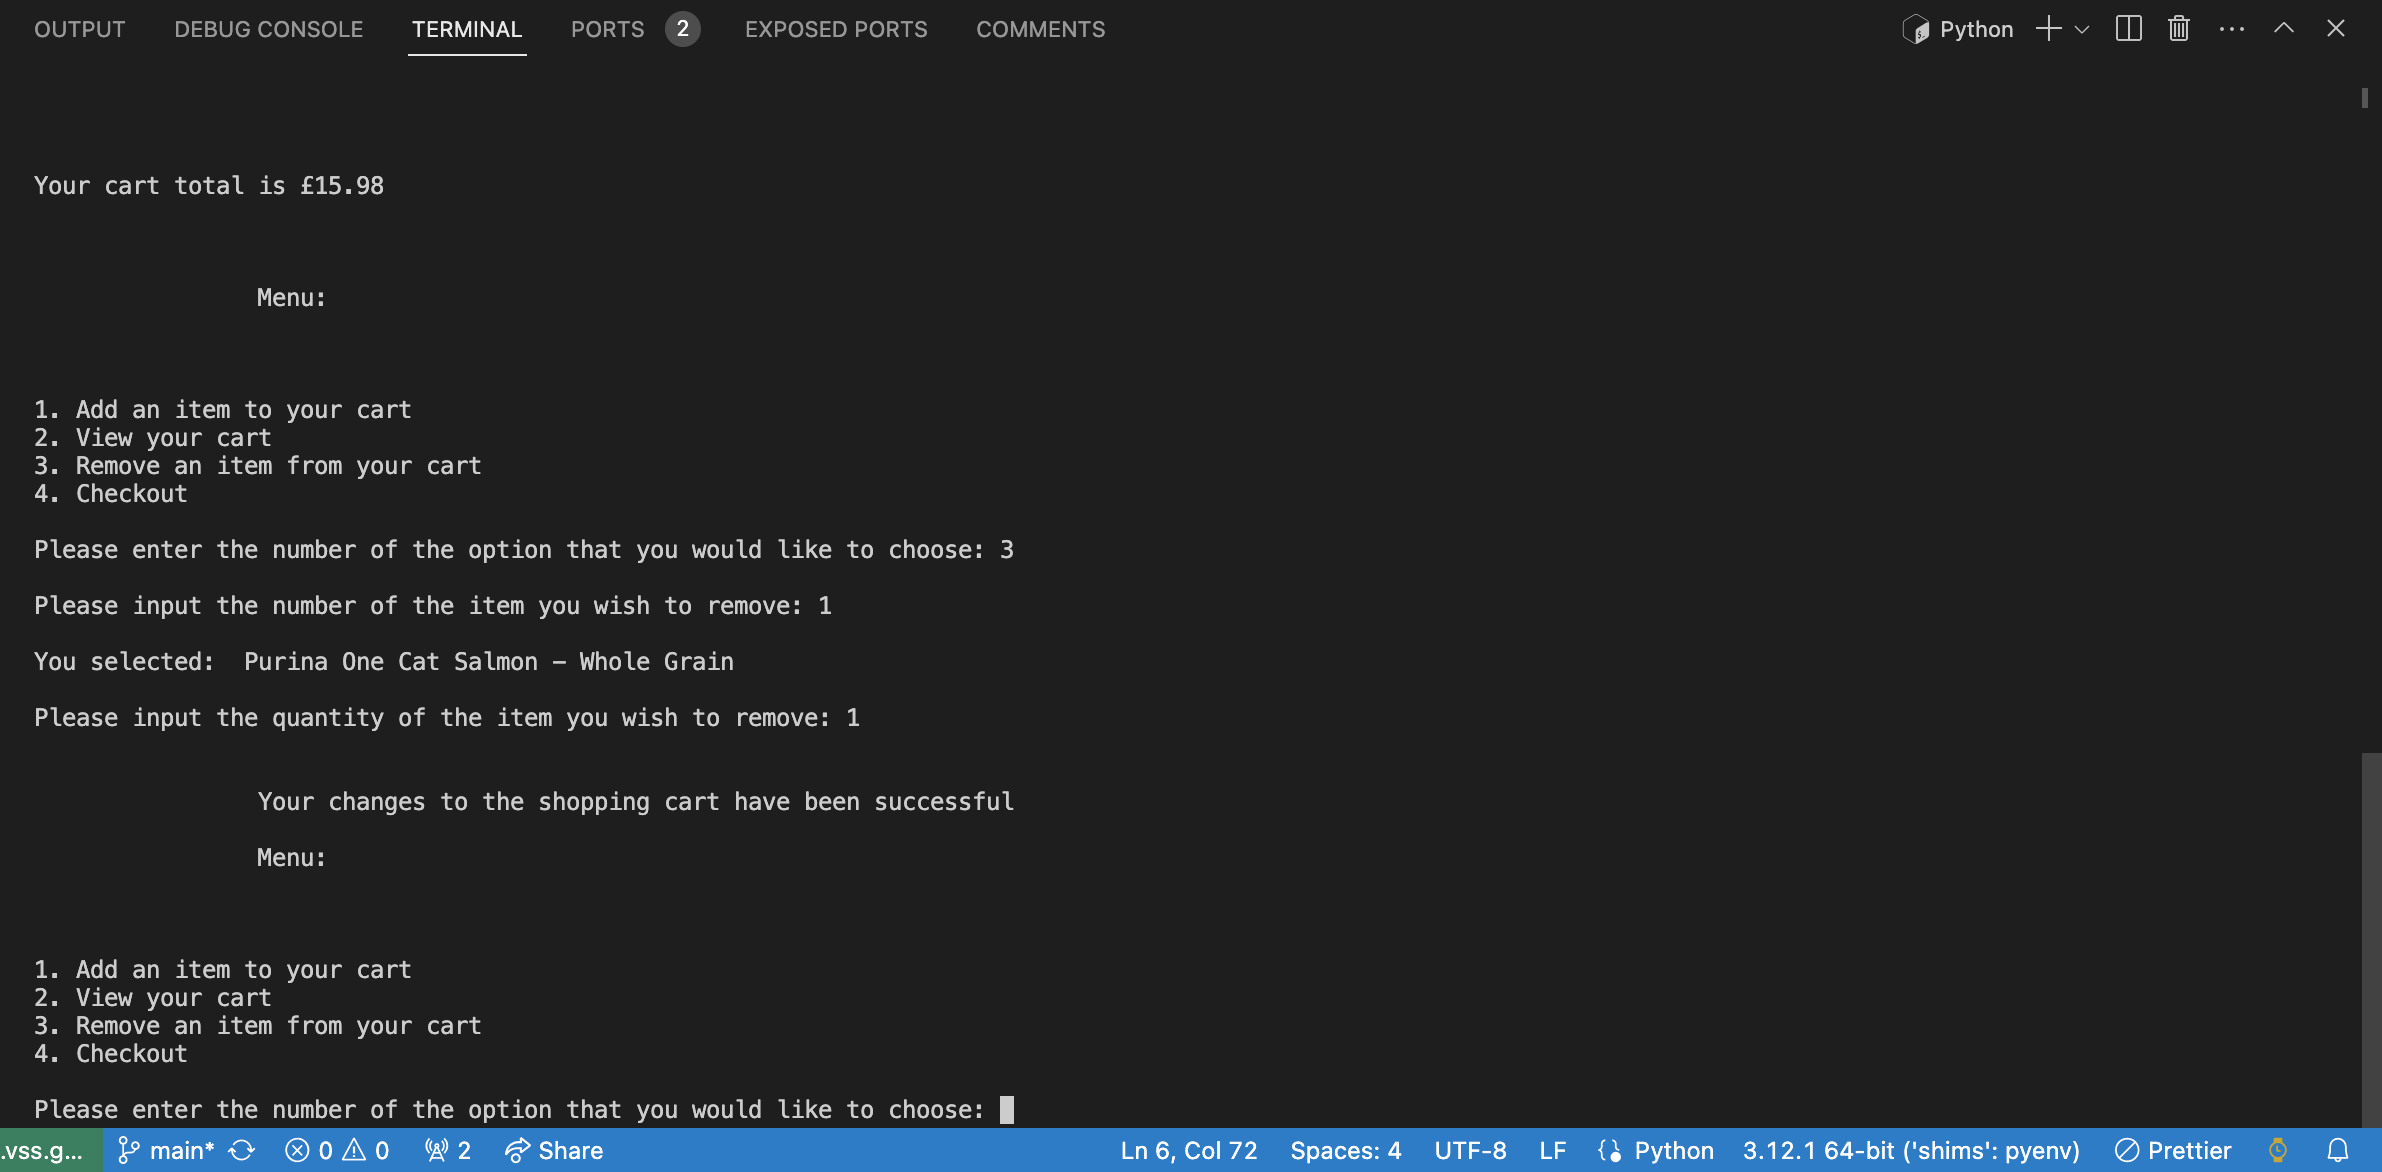 OUTPUT DEBUG CONSOLE TERMINAL PORTS 2 EXPOSED PORTS COMMENTS Python
Your cart total is £15.98
Menu:
1. Add an item to your cart
2. View your cart
3. Remove an item from your cart
4. Checkout
Please enter the number of the option that you would like to choose: 3
Please input the number of the item you wish to remove: 1
You selected:  Purina One Cat Salmon – Whole Grain
Please input the quantity of the item you wish to remove: 1
Your changes to the shopping cart have been successful
Menu:
1. Add an item to your cart
2. View your cart
3. Remove an item from your cart
4. Checkout
Please enter the number of the option that you would like to choose:
.vss.g... main* 0 0 2 Share Ln 6, Col 72 Spaces: 4 UTF-8 LF Python 3.12.1 64-bit ('shims': pyenv) Prettier